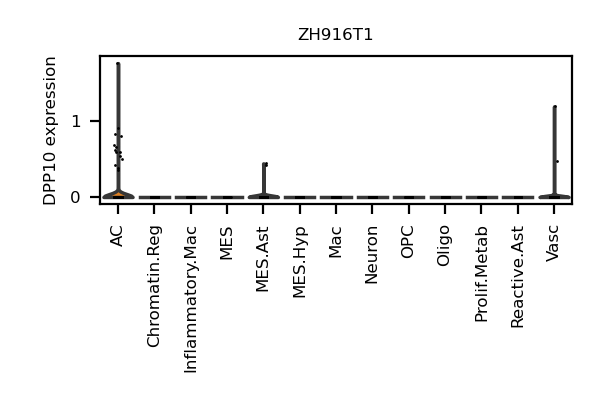 ZH916T1
DPP10 expression
1
0
AC
Chromatin.Reg
Inflammatory.Mac
MES
MES.Ast
MES.Hyp
Mac
Neuron
OPC
Oligo
Prolif.Metab
Reactive.Ast
Vasc